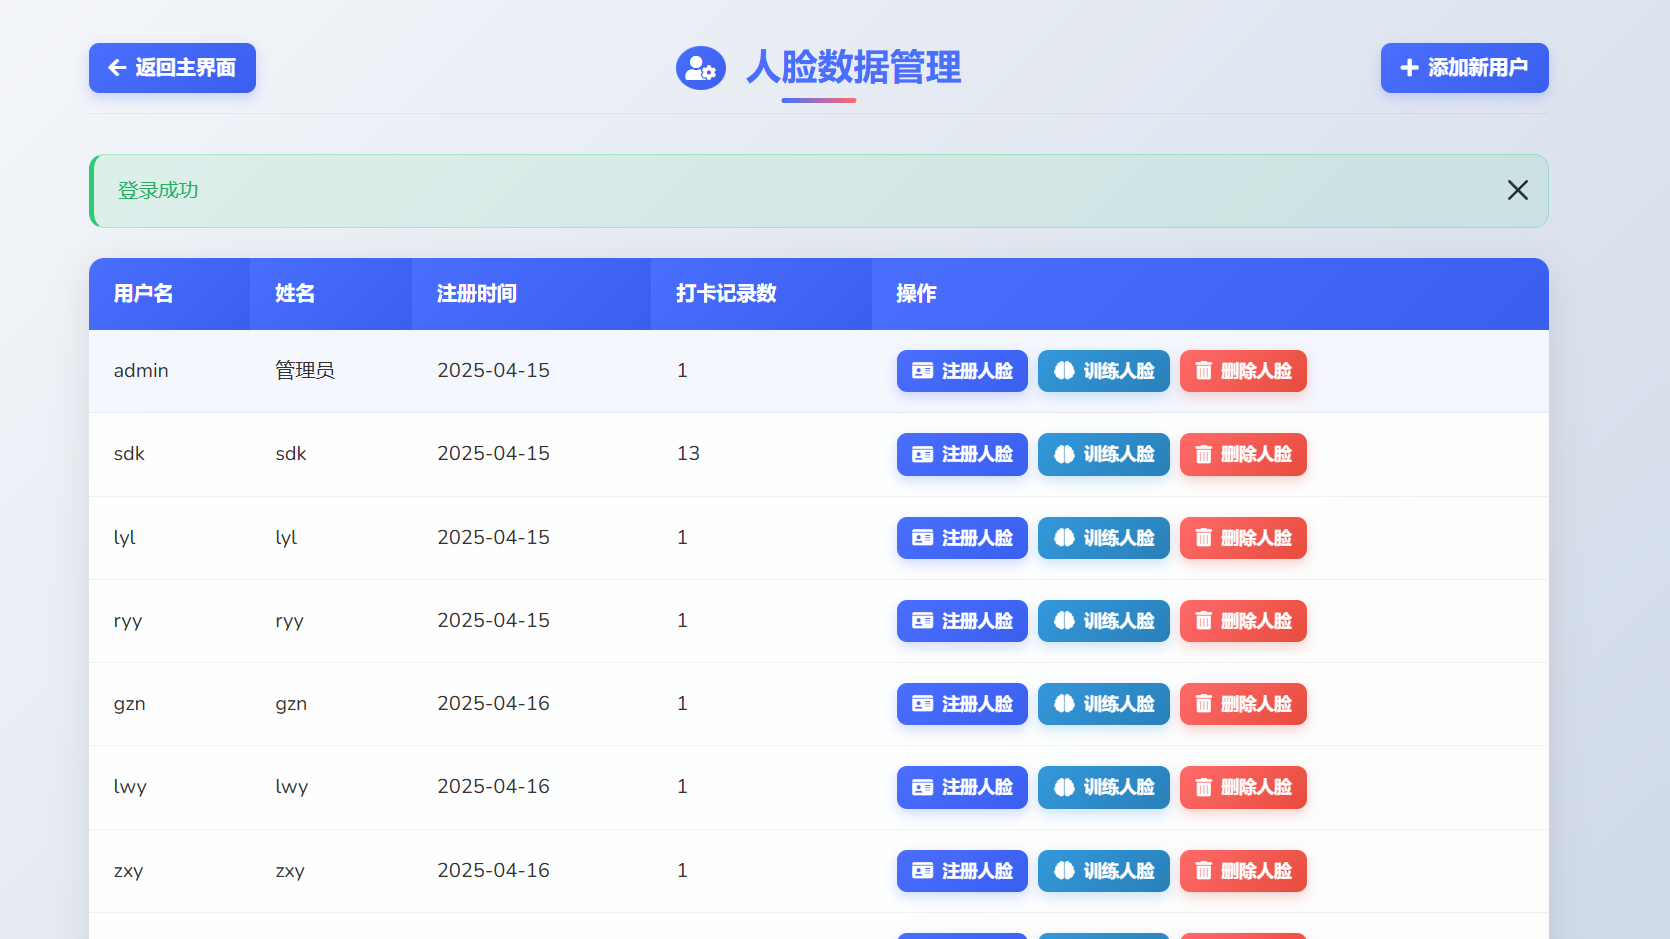 返回主界面
人脸数据管理
添加新用户
登录成功
用户名 姓名 注册时间 打卡记录数 操作
admin 管理员 2025-04-15 1 注册人脸 训练人脸 删除人脸
sdk sdk 2025-04-15 13 注册人脸 训练人脸 删除人脸
lyl lyl 2025-04-15 1 注册人脸 训练人脸 删除人脸
ryy ryy 2025-04-15 1 注册人脸 训练人脸 删除人脸
gzn gzn 2025-04-16 1 注册人脸 训练人脸 删除人脸
lwy lwy 2025-04-16 1 注册人脸 训练人脸 删除人脸
zxy zxy 2025-04-16 1 注册人脸 训练人脸 删除人脸